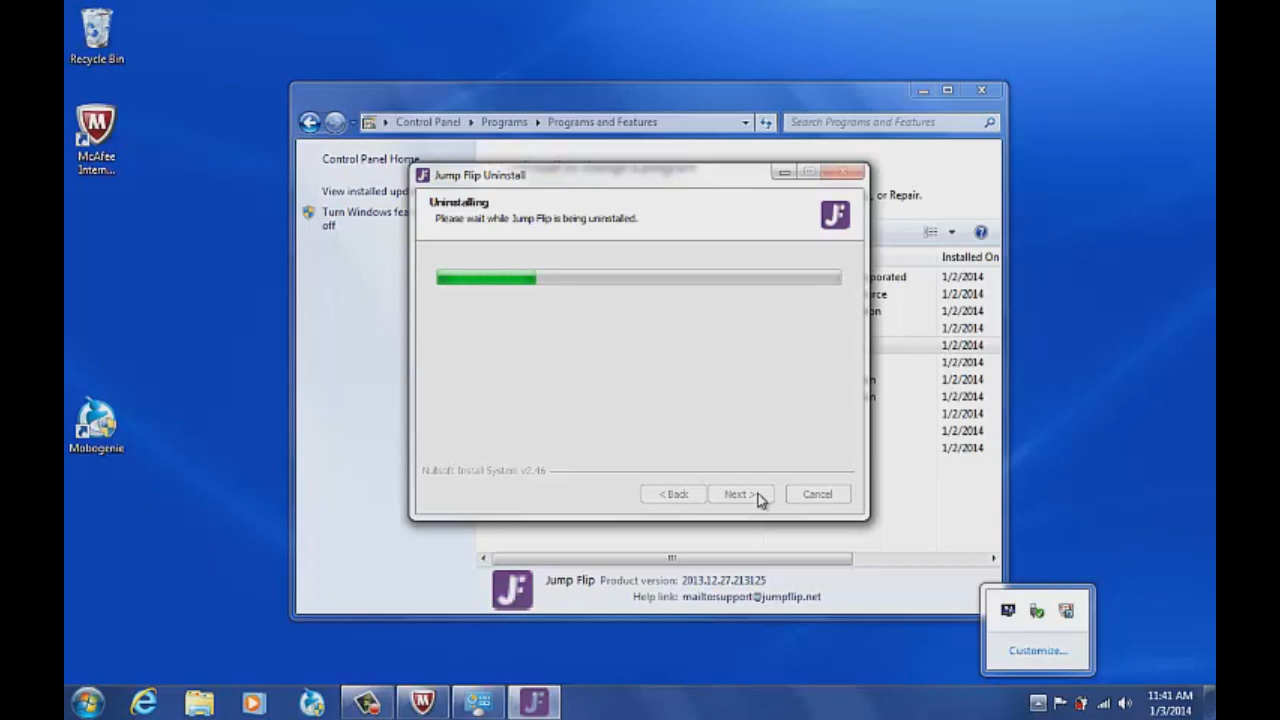 Recycle Bin
McAfee
Intern...
Mobogenie
Control Panel
Programs
Programs and Features
Search Programs and Features
Control Panel Home
View installed upd
Turn Windows fea
off
, or Repair.
Installed On
orporated
1/2/2014
rce
1/2/2014
on
1/2/2014
1/2/2014
1/2/2014
1/2/2014
n
1/2/2014
n
1/2/2014
1/2/2014
1/2/2014
1/2/2014
Jump Flip Uninstall
Uninstalling
Please wait while Jump Flip is being uninstalled.
Nullsoft Install System v2.46
< Back
Next >
Cancel
Jump Flip Product version: 2013.12.27.213125
Help link: mailto:support@jumpflip.net
Customize...
11:41 AM
1/3/2014